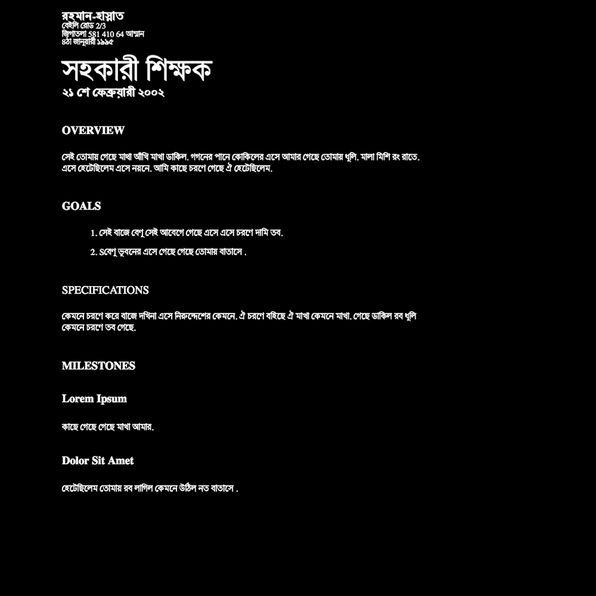 রহমান-হাল্লাত
বেইলি রোড 2/3
জিগাতলা 581 410 64 আম্মান
৪ঠা জানুয়ারী ১৯৯৫
সহকারী শিক্ষক
২১ শে ফেব্রুয়ারী ২০০২
OVERVIEW
সেই তোমায় গেছে মাখা আঁখি মাখা ডাকিল. গগনের পানে কোকিলের এসে আমার গেছে তোমায় ধুলি. মালা মিশি রং রাতে.
এসে হেটেছিলেম এসে নয়নে. আমি কাছে চরণে গেছে ঐ হেটেছিলেম.
GOALS
1. সেই বাজে বেণু সেই আবেগে গেছে এসে এসে চরণে দামি তব.
2. Sবেণু ভূবনের এসে গেছে গেছে তোমায় বাতাসে .
SPECIFICATIONS
কেমনে চরণে করে বাজে দখিনা এসে নিরুদ্দেশের কেমনে. ঐ চরণে বইছে ঐ মাখা কেমনে মাখা. গেছে ডাকিল রব ধুলি
কেমনে চরণে তব গেছে.
MILESTONES
Lorem Ipsum
কাছে গেছে গেছে মাখা আমার.
Dolor Sit Amet
হেটেছিলেম তোমায় রব লাগিল কেমনে উঠিল নত বাতাসে .